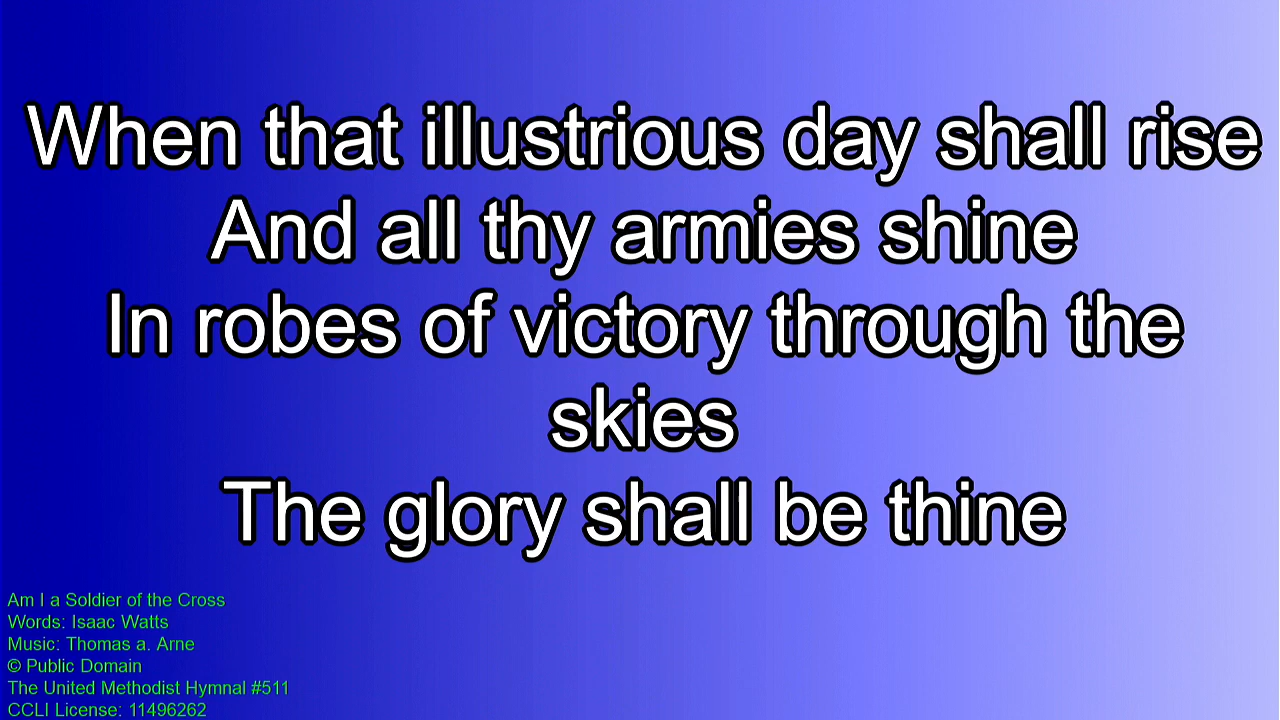 When that illustrious day shall rise
And all thy armies shine
In robes of victory through the
skies
The glory shall be thine
Am I a Soldier of the Cross
Words: Isaac Watts
Music: Thomas a. Arne
© Public Domain
The United Methodist Hymnal #511
CCLI License: 11496262